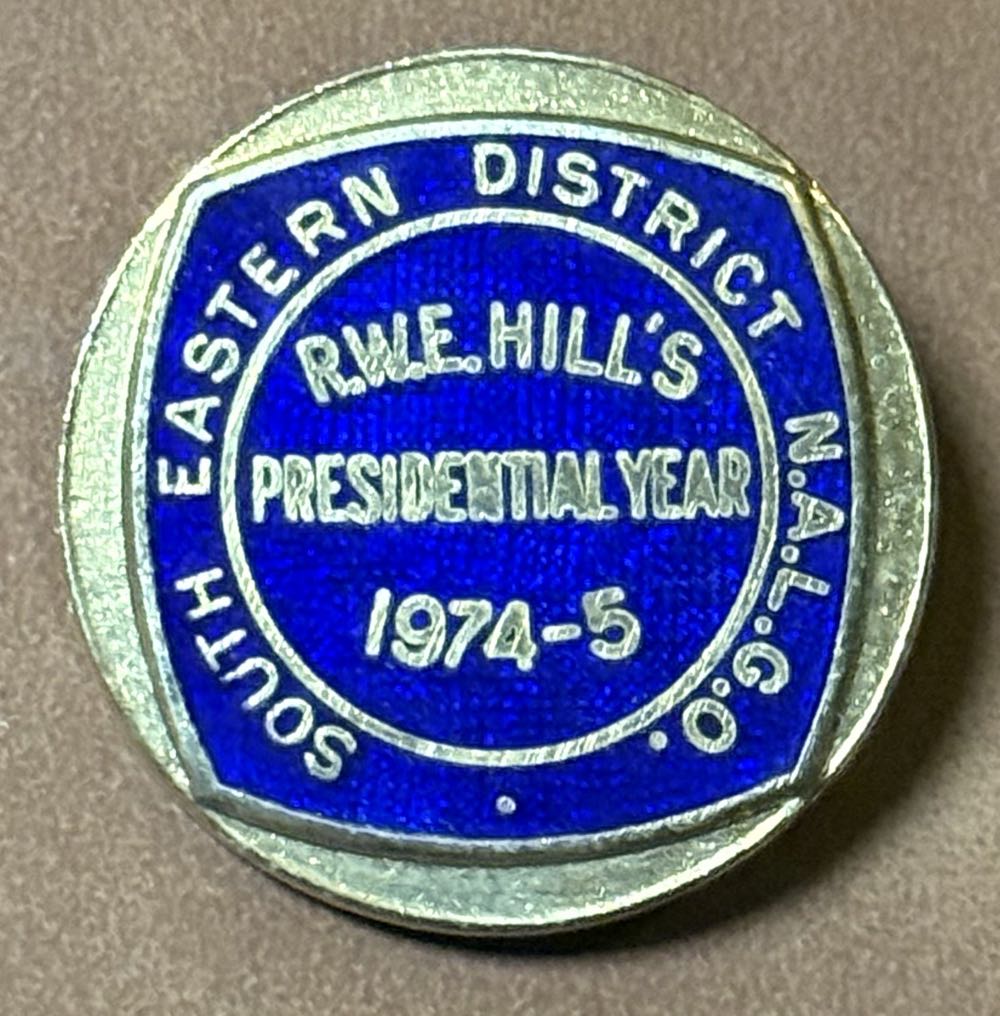 SOUTH EASTERN DISTRICT N.A.L.G.O.
R.W.E. HILL'S
PRESIDENTIAL YEAR
1974-5